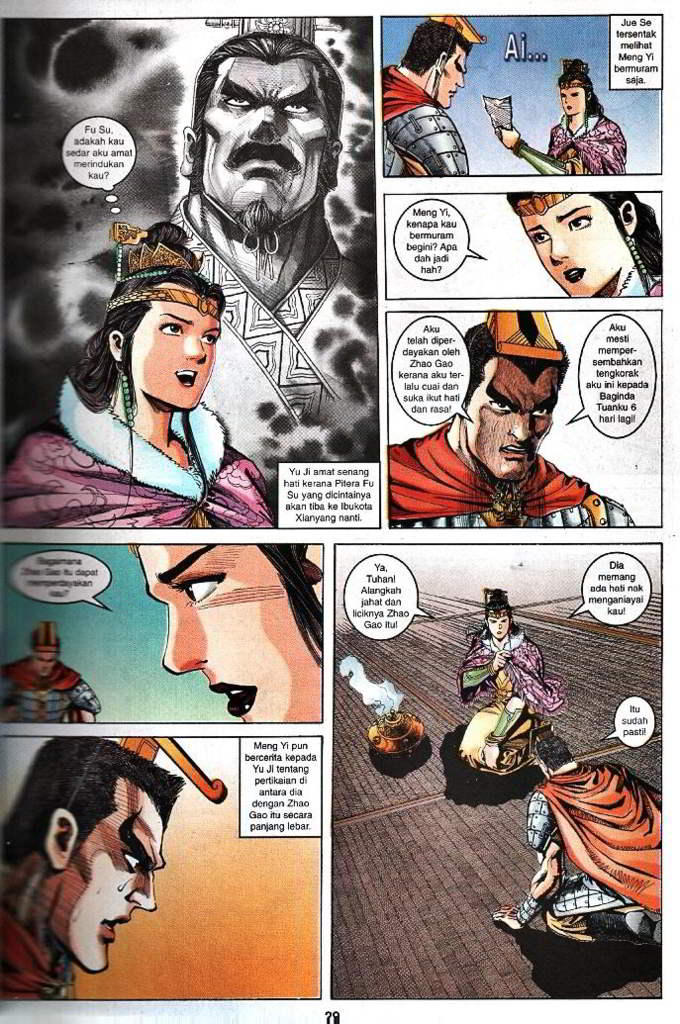 Fu Su,
adakah kau
sedar aku amat
merindukan
kau?
Yu Ji amat senang
hati kerana Pitera Fu
Su yang dicintainya
akan tiba ke Ibukota
Xianyang nanti.
Jue Se
tersentak
melihat
Meng Yi
bermuram
saja.
Ai...
Meng Yi,
kenapa kau
bermuram
begini? Apa
dah jadi
hah?
Aku
telah diper-
dayakan oleh
Zhao Gao
kerana aku ter-
lalu cuai dan
suka ikut hati
dan rasa!
Aku
mesti
memper-
sembahkan
tengkorak
aku ini kepada
Baginda
Tuanku 6
hari lagi!
Bagaimana
Zhao Gao itu dapat
memperdayakan
kau?
Meng Yi pun
bercerita kepada
Yu Ji tentang
pertikaian di
antara dia
dengan Zhao
Gao itu secara
panjang lebar.
Ya,
Tuhan!
Alangkah
jahat dan
liciknya Zhao
Gao itu!
Dia
memang
ada hati nak
menganiayai
kau!
Itu
sudah
pasti!
79